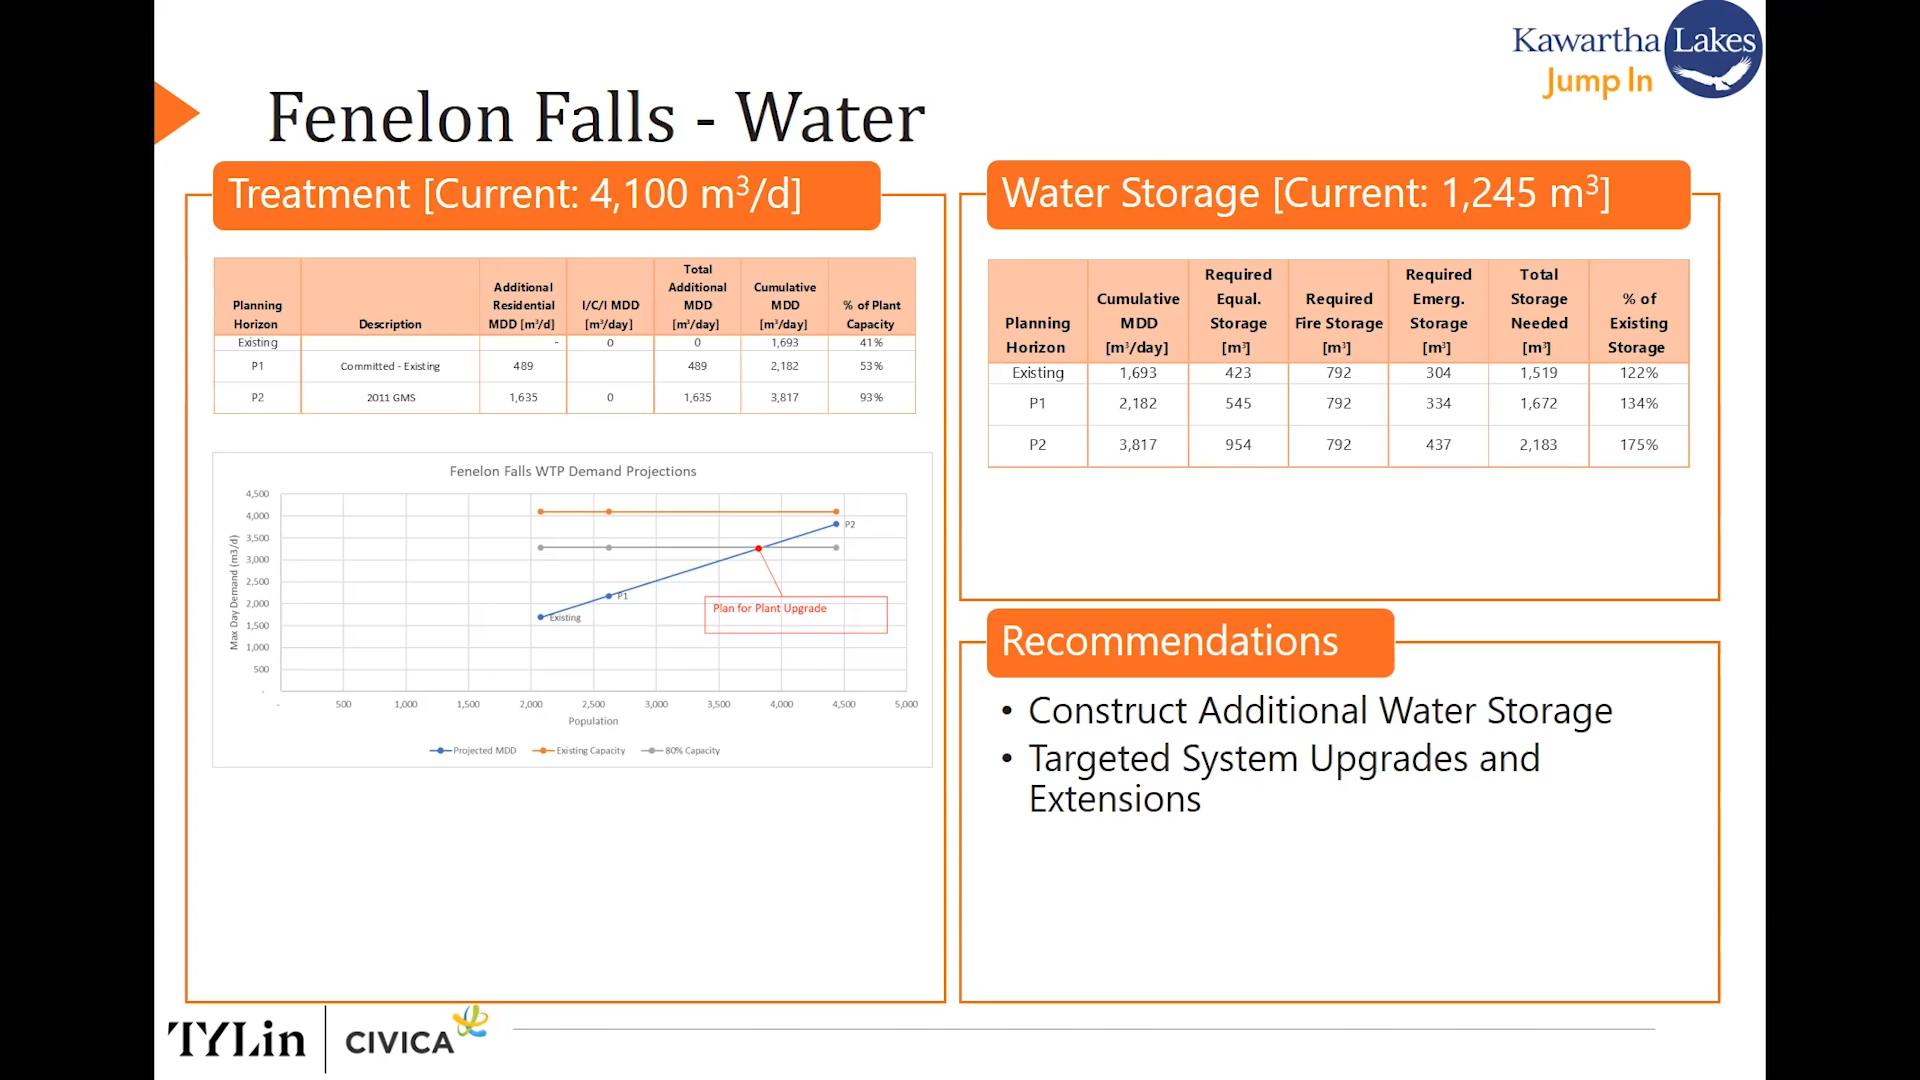 Kawartha Lakes
Jump In
Fenelon Falls - Water
Treatment [Current: 4,100 m³/d]
Planning Horizon | Description | Additional Residential MDD [m³/d] | I/C/I MDD [m³/day] | Total Additional MDD [m³/day] | Cumulative MDD [m³/day] | % of Plant Capacity
Existing | | - | 0 | 0 | 1,693 | 41%
P1 | Committed - Existing | 489 | | 489 | 2,182 | 53%
P2 | 2011 GMS | 1,635 | 0 | 1,635 | 3,817 | 93%
Fenelon Falls WTP Demand Projections
Max Day Demand (m3/d)
4,500
4,000
3,500
3,000
2,500
2,000
1,500
1,000
500
-
P2
P1
Existing
Plan for Plant Upgrade
- 500 1,000 1,500 2,000 2,500 3,000 3,500 4,000 4,500 5,000
Population
Projected MDD Existing Capacity 80% Capacity
Water Storage [Current: 1,245 m³]
Planning Horizon | Cumulative MDD [m³/day] | Required Equal. Storage [m³] | Required Fire Storage [m³] | Required Emerg. Storage [m³] | Total Storage Needed [m³] | % of Existing Storage
Existing | 1,693 | 423 | 792 | 304 | 1,519 | 122%
P1 | 2,182 | 545 | 792 | 334 | 1,672 | 134%
P2 | 3,817 | 954 | 792 | 437 | 2,183 | 175%
Recommendations
• Construct Additional Water Storage
• Targeted System Upgrades and
Extensions
TYLin
CIVICA